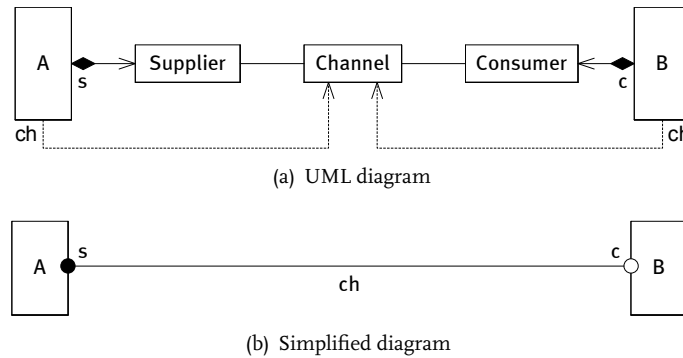 A
Supplier
Channel
Consumer
B
s
c
ch
ch
(a) UML diagram
A
s
c
B
ch
(b) Simplified diagram